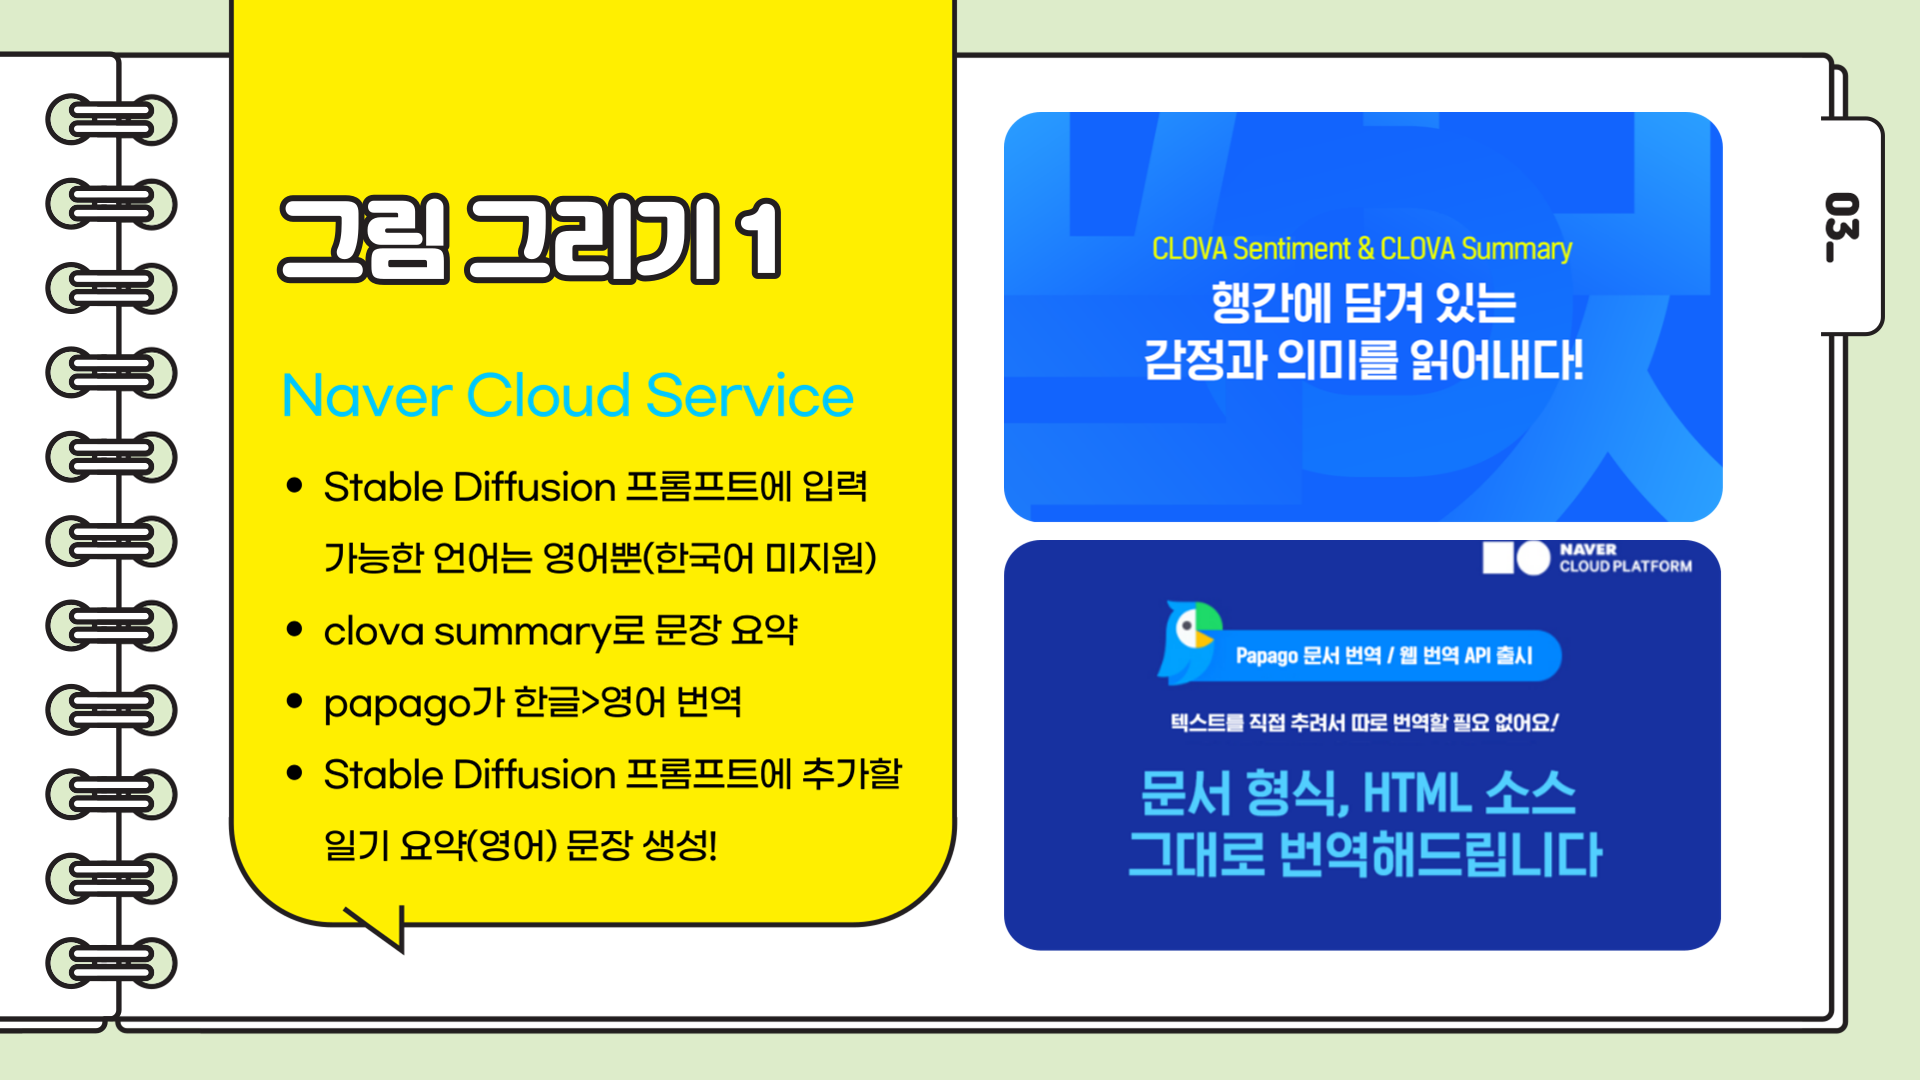 그림 그리기 1
Naver Cloud Service
• Stable Diffusion 프롬프트에 입력
가능한 언어는 영어뿐(한국어 미지원)
• clova summary로 문장 요약
• papago가 한글>영어 번역
• Stable Diffusion 프롬프트에 추가할
일기 요약(영어) 문장 생성!
CLOVA Sentiment & CLOVA Summary
행간에 담겨 있는
감정과 의미를 읽어내다!
NAVER
CLOUD PLATFORM
Papago 문서 번역 / 웹 번역 API 출시
텍스트를 직접 추려서 따로 번역할 필요 없어요!
문서 형식, HTML 소스
그대로 번역해드립니다
03_